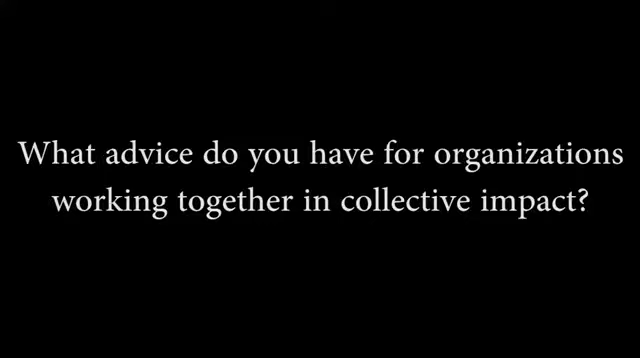 What advice do you have for organizations
working together in collective impact?